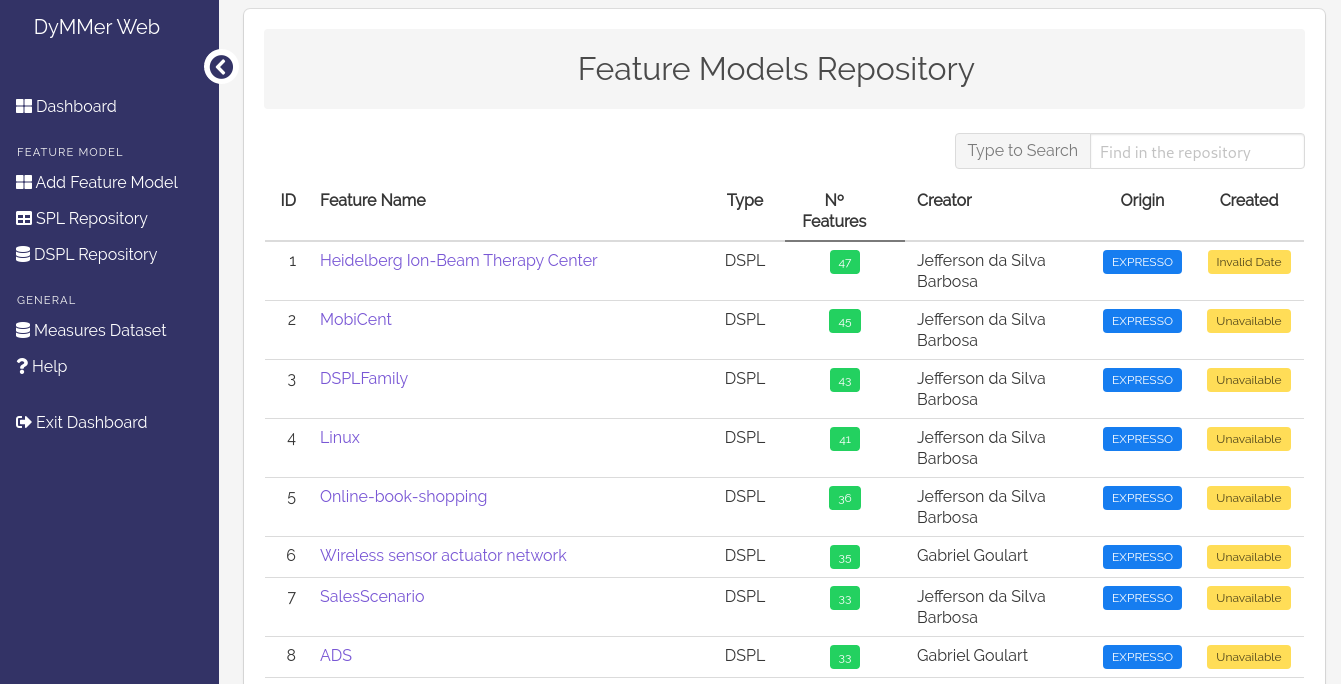 DyMMer Web
Dashboard
FEATURE MODEL
Add Feature Model
SPL Repository
DSPL Repository
GENERAL
Measures Dataset
Help
Exit Dashboard
Feature Models Repository
Type to Search Find in the repository
ID Feature Name Type Nº Features Creator Origin Created
1 Heidelberg Ion-Beam Therapy Center DSPL 47 Jefferson da Silva Barbosa EXPRESSO Invalid Date
2 MobiCent DSPL 45 Jefferson da Silva Barbosa EXPRESSO Unavailable
3 DSPLFamily DSPL 43 Jefferson da Silva Barbosa EXPRESSO Unavailable
4 Linux DSPL 41 Jefferson da Silva Barbosa EXPRESSO Unavailable
5 Online-book-shopping DSPL 36 Jefferson da Silva Barbosa EXPRESSO Unavailable
6 Wireless sensor actuator network DSPL 35 Gabriel Goulart EXPRESSO Unavailable
7 SalesScenario DSPL 33 Jefferson da Silva Barbosa EXPRESSO Unavailable
8 ADS DSPL 33 Gabriel Goulart EXPRESSO Unavailable